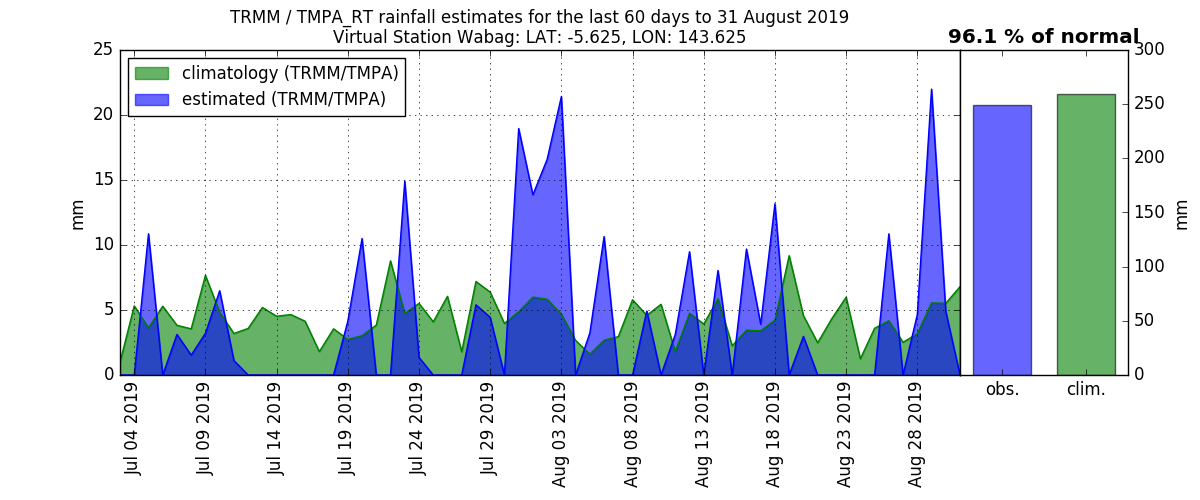 TRMM / TMPA_RT rainfall estimates for the last 60 days to 31 August 2019
Virtual Station Wabag: LAT: -5.625, LON: 143.625
96.1 % of normal
climatology (TRMM/TMPA)
estimated (TRMM/TMPA)
mm
25
20
15
10
5
0
Jul 04 2019
Jul 09 2019
Jul 14 2019
Jul 19 2019
Jul 24 2019
Jul 29 2019
Aug 03 2019
Aug 08 2019
Aug 13 2019
Aug 18 2019
Aug 23 2019
Aug 28 2019
obs.
clim.
300
250
200
150
100
50
0
mm